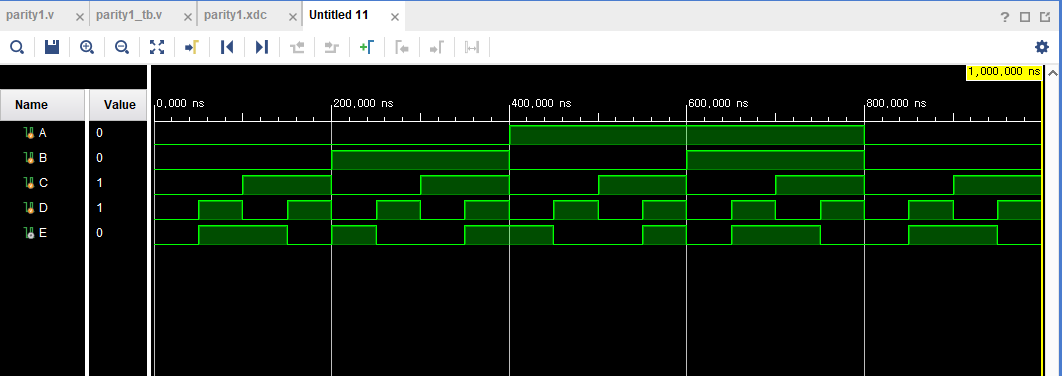 parity1.v × parity1_tb.v × parity1.xdc × Untitled 11 ×
?
1,000,000 ns
Name Value
0,000 ns 200,000 ns 400,000 ns 600,000 ns 800,000 ns
A 0
B 0
C 1
D 1
E 0